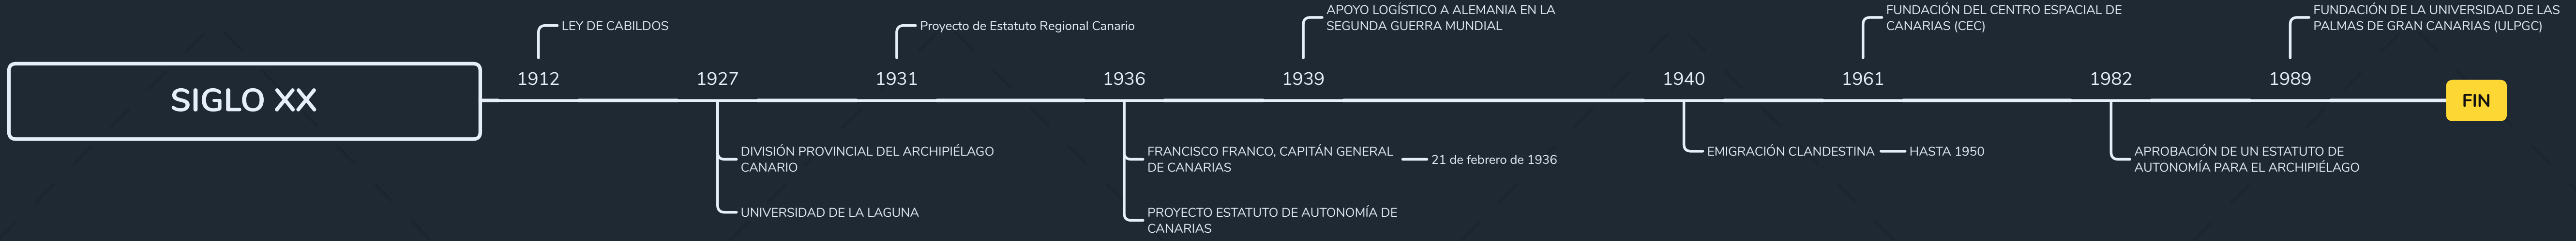 SIGLO XX
1912
LEY DE CABILDOS
1927
DIVISIÓN PROVINCIAL DEL ARCHIPIÉLAGO
CANARIO
UNIVERSIDAD DE LA LAGUNA
1931
Proyecto de Estatuto Regional Canario
1936
FRANCISCO FRANCO, CAPITÁN GENERAL
DE CANARIAS
21 de febrero de 1936
PROYECTO ESTATUTO DE AUTONOMÍA DE
CANARIAS
1939
APOYO LOGÍSTICO A ALEMANIA EN LA
SEGUNDA GUERRA MUNDIAL
1940
EMIGRACIÓN CLANDESTINA
HASTA 1950
1961
FUNDACIÓN DEL CENTRO ESPACIAL DE
CANARIAS (CEC)
1982
APROBACIÓN DE UN ESTATUTO DE
AUTONOMÍA PARA EL ARCHIPIÉLAGO
1989
FUNDACIÓN DE LA UNIVERSIDAD DE LAS
PALMAS DE GRAN CANARIAS (ULPGC)
FIN